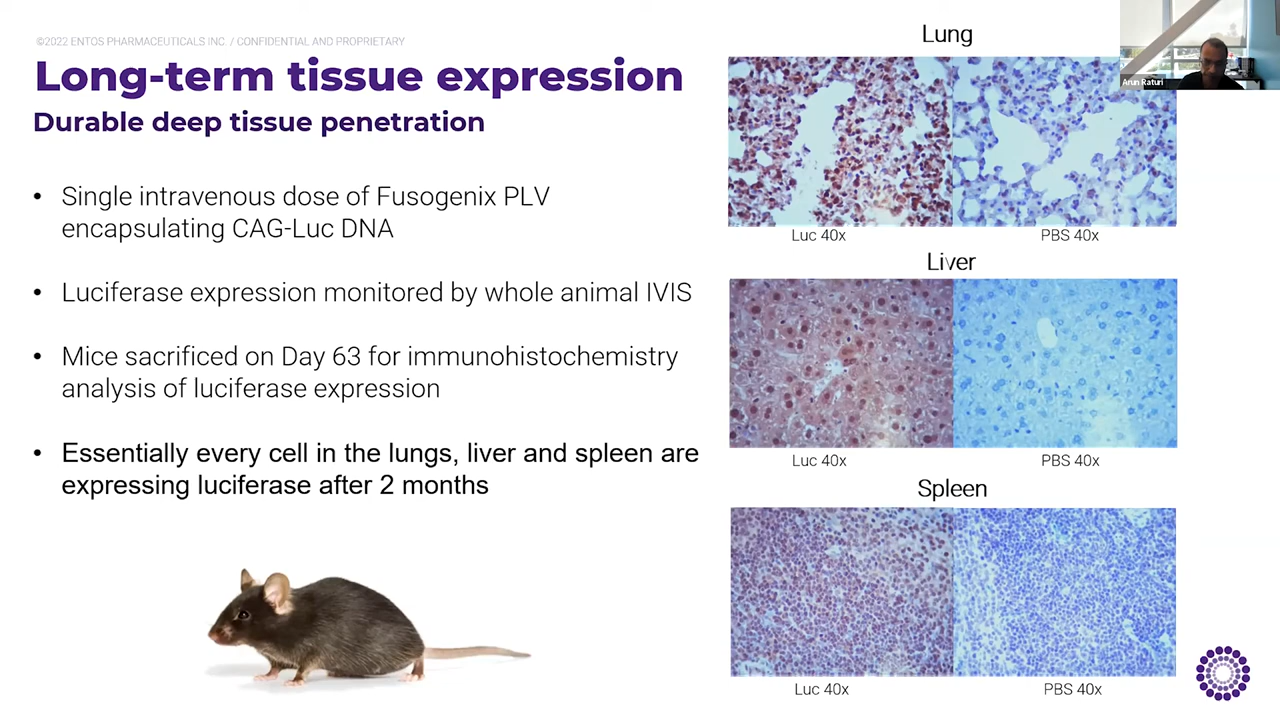 ©2022 ENTOS PHARMACEUTICALS INC. / CONFIDENTIAL AND PROPRIETARY
Long-term tissue expression
Durable deep tissue penetration
• Single intravenous dose of Fusogenix PLV
encapsulating CAG-Luc DNA
• Luciferase expression monitored by whole animal IVIS
• Mice sacrificed on Day 63 for immunohistochemistry
analysis of luciferase expression
• Essentially every cell in the lungs, liver and spleen are
expressing luciferase after 2 months
Lung
Luc 40x PBS 40x
Liver
Luc 40x PBS 40x
Spleen
Luc 40x PBS 40x
Arun Raturi